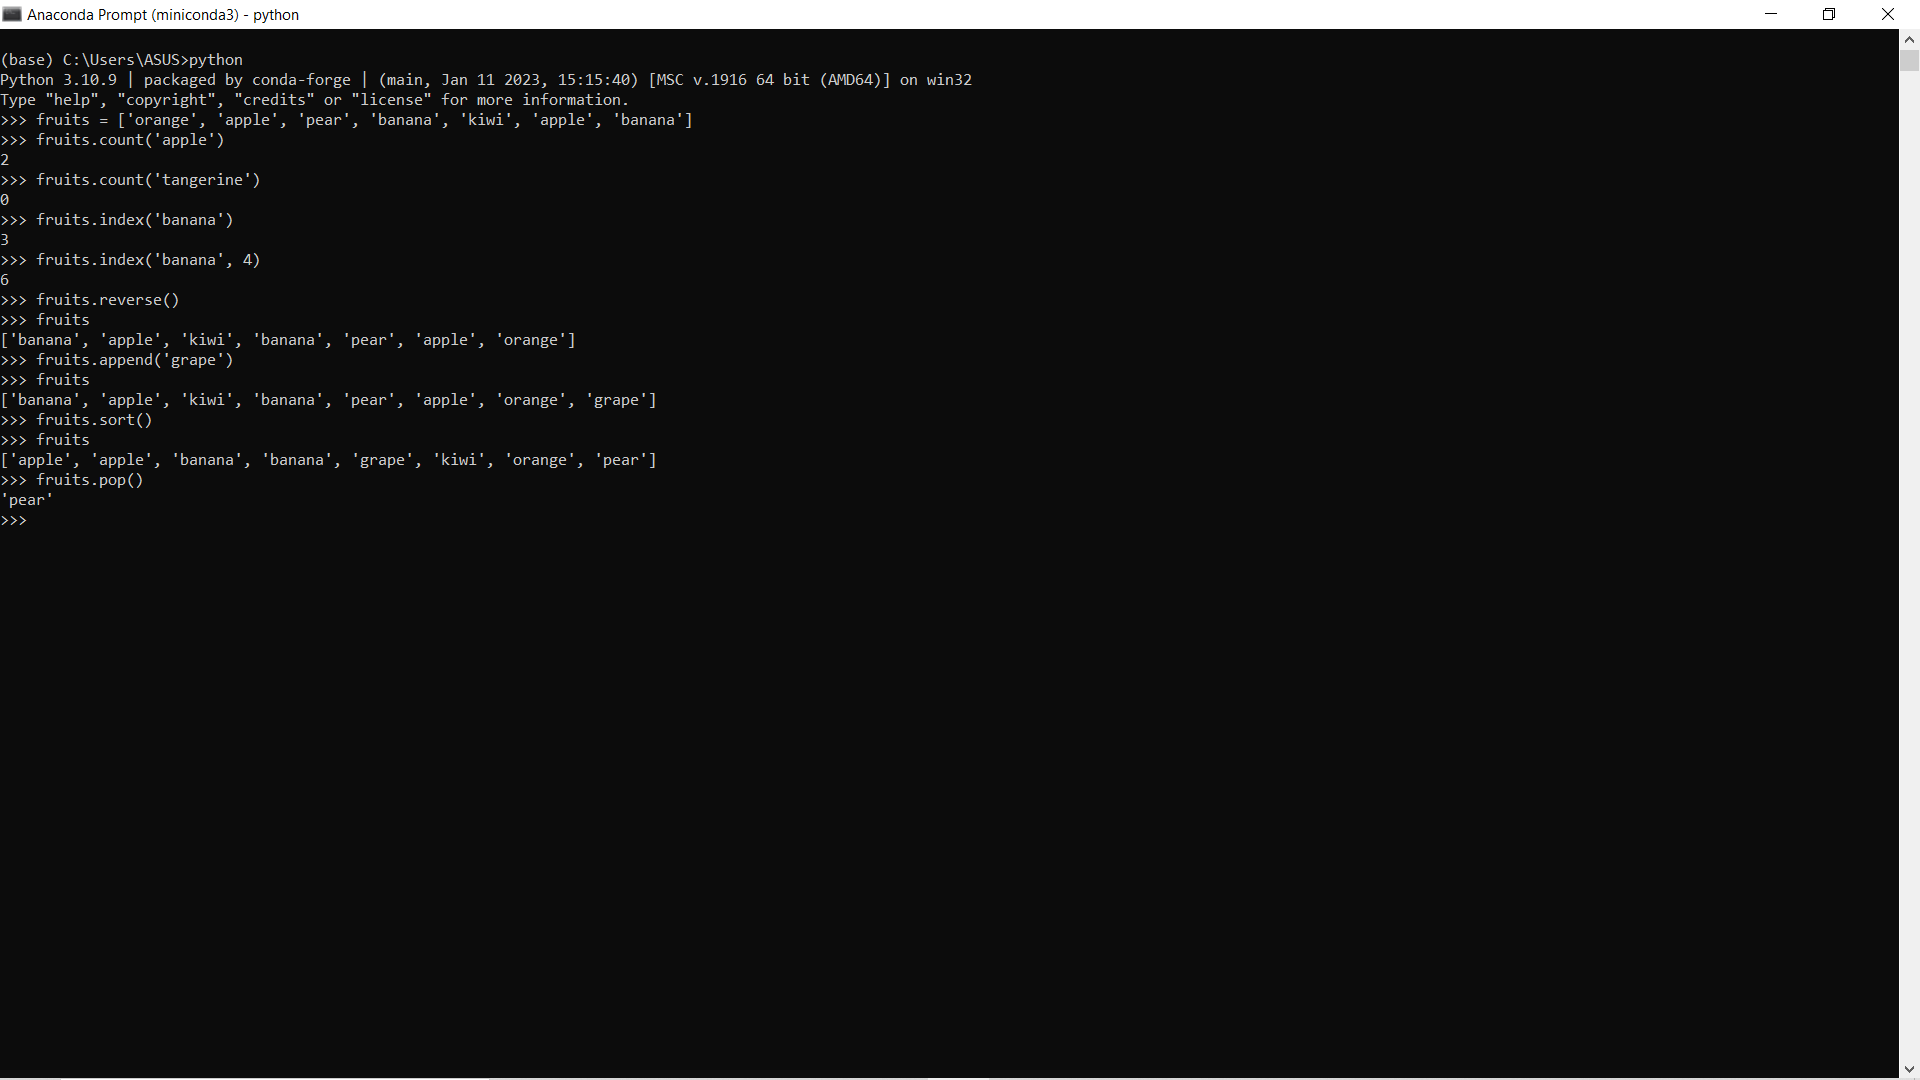 Anaconda Prompt (miniconda3) - python
(base) C:\Users\ASUS>python
Python 3.10.9 | packaged by conda-forge | (main, Jan 11 2023, 15:15:40) [MSC v.1916 64 bit (AMD64)] on win32
Type "help", "copyright", "credits" or "license" for more information.
>>> fruits = ['orange', 'apple', 'pear', 'banana', 'kiwi', 'apple', 'banana']
>>> fruits.count('apple')
2
>>> fruits.count('tangerine')
0
>>> fruits.index('banana')
3
>>> fruits.index('banana', 4)
6
>>> fruits.reverse()
>>> fruits
['banana', 'apple', 'kiwi', 'banana', 'pear', 'apple', 'orange']
>>> fruits.append('grape')
>>> fruits
['banana', 'apple', 'kiwi', 'banana', 'pear', 'apple', 'orange', 'grape']
>>> fruits.sort()
>>> fruits
['apple', 'apple', 'banana', 'banana', 'grape', 'kiwi', 'orange', 'pear']
>>> fruits.pop()
'pear'
>>>